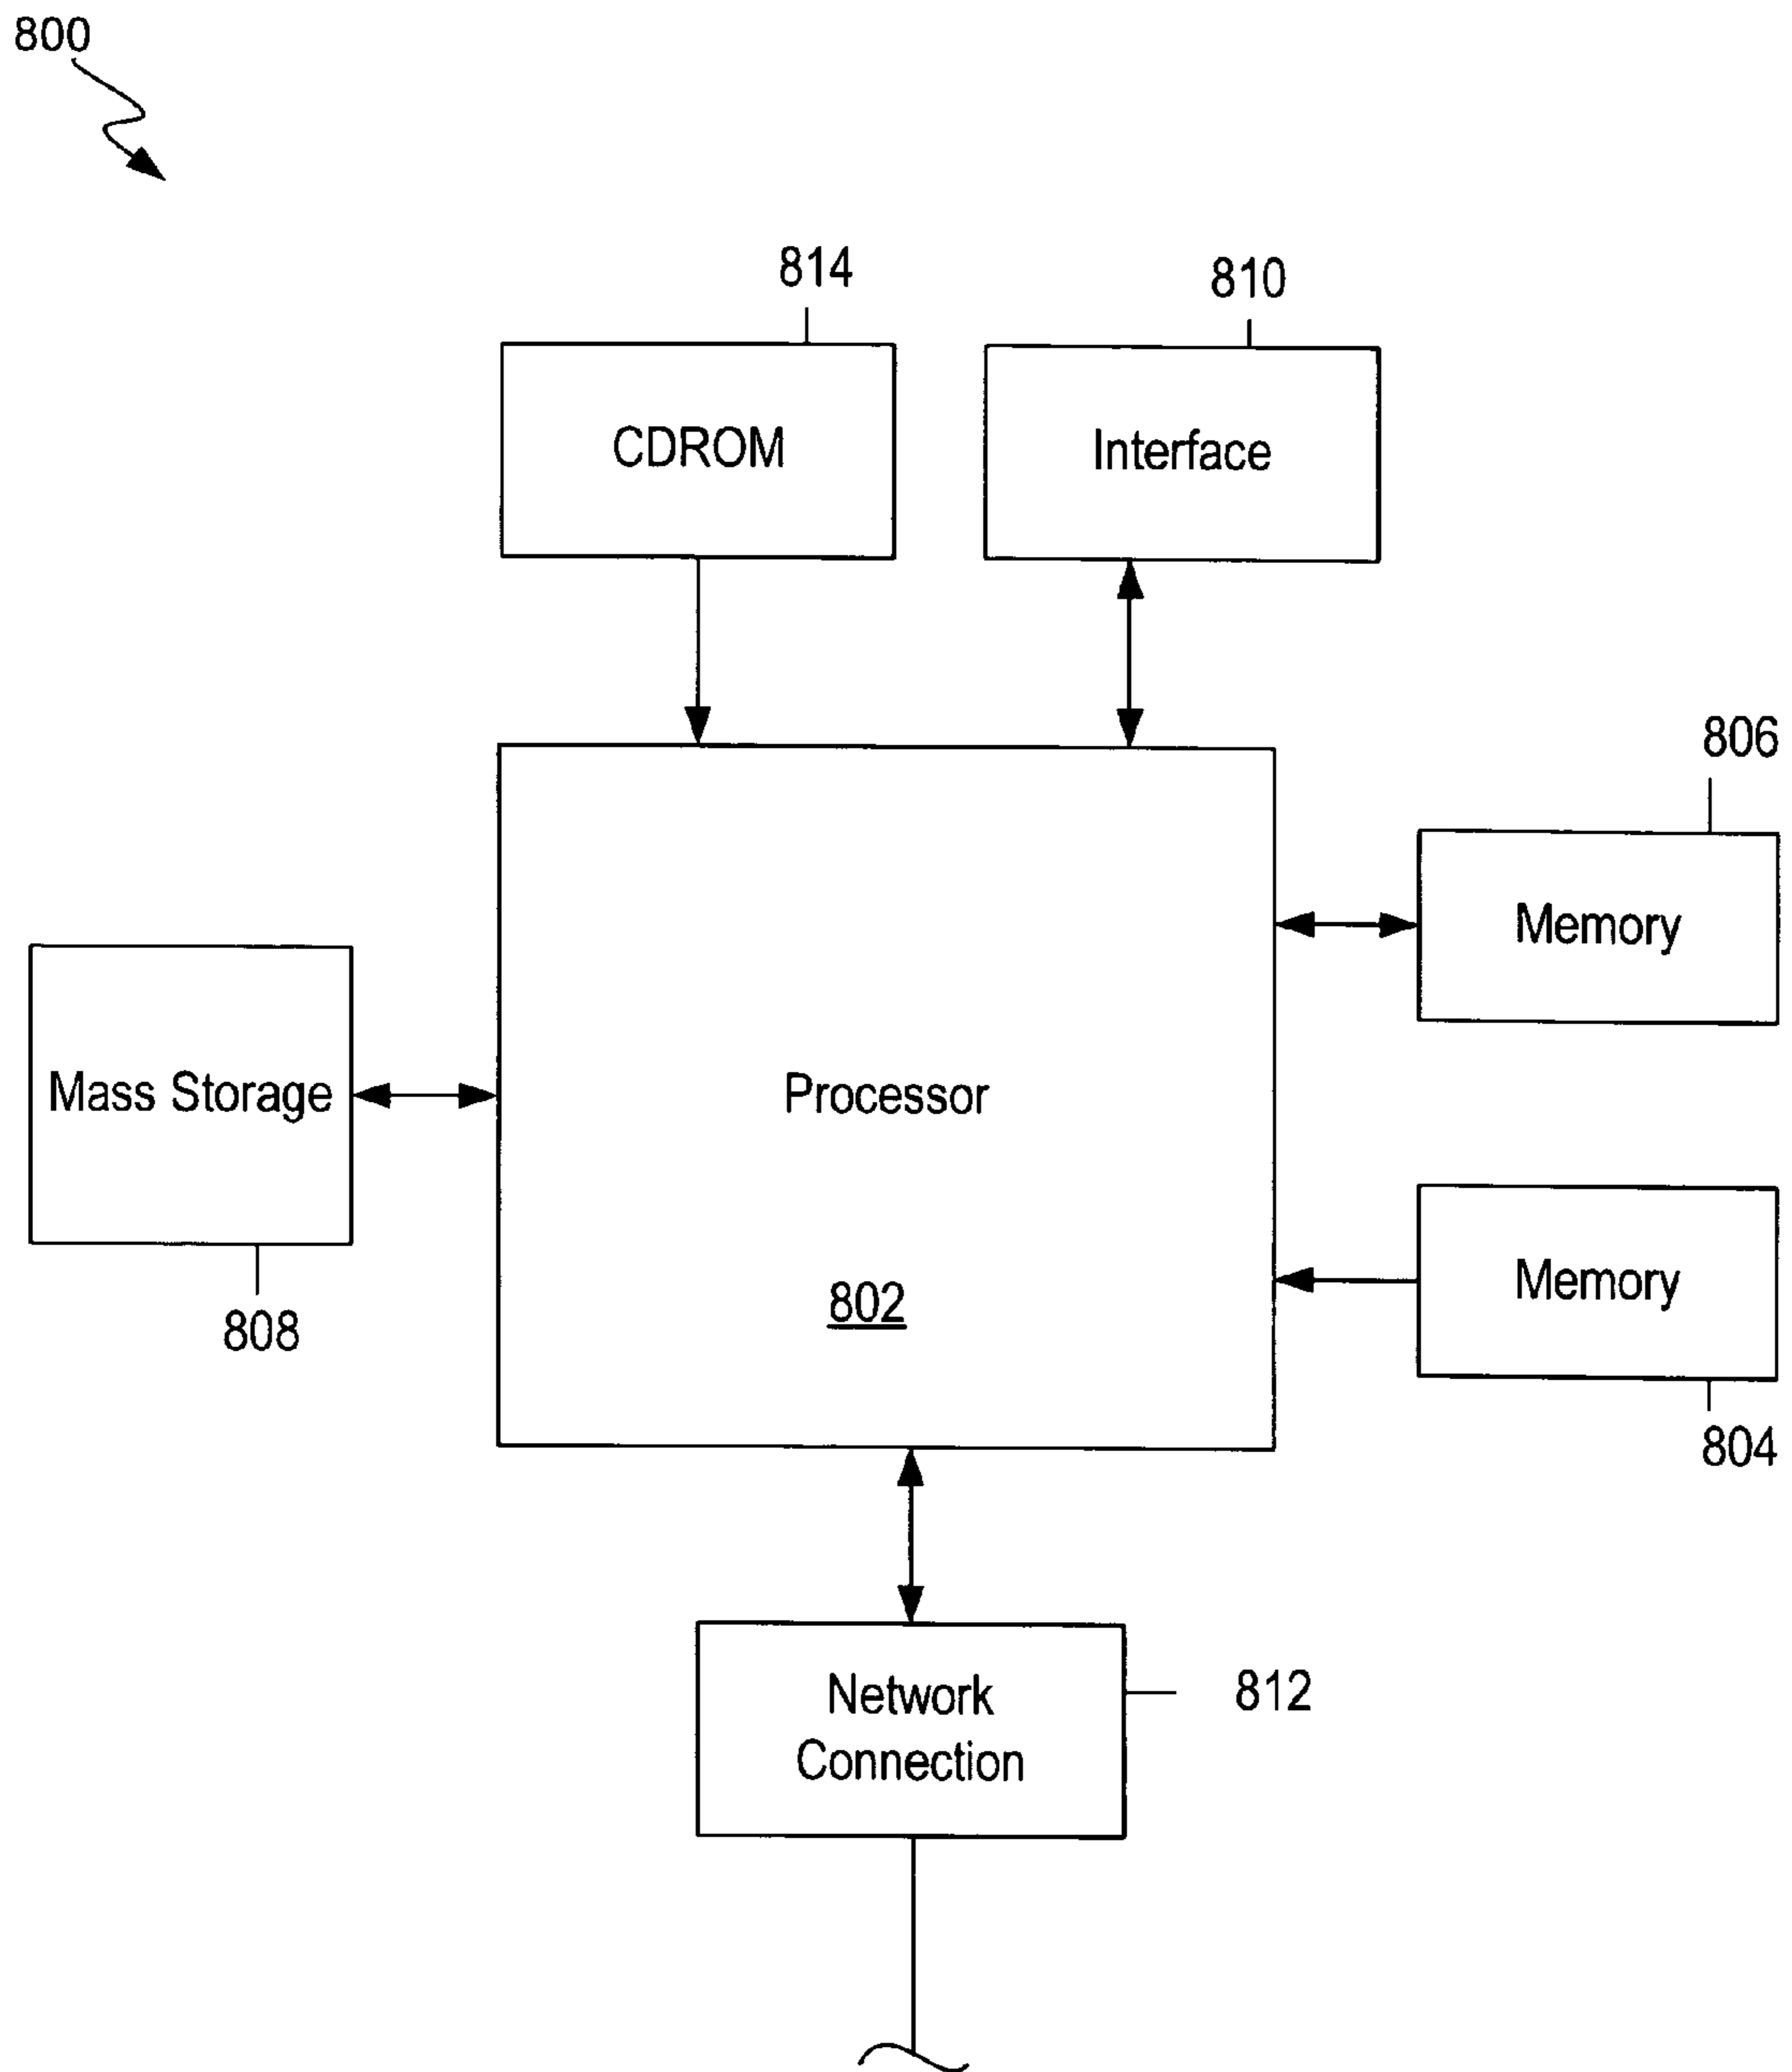 800
814
810
CDROM
Interface
806
Memory
Mass Storage
Processor
Memory
802
808
804
Network
Connection
812